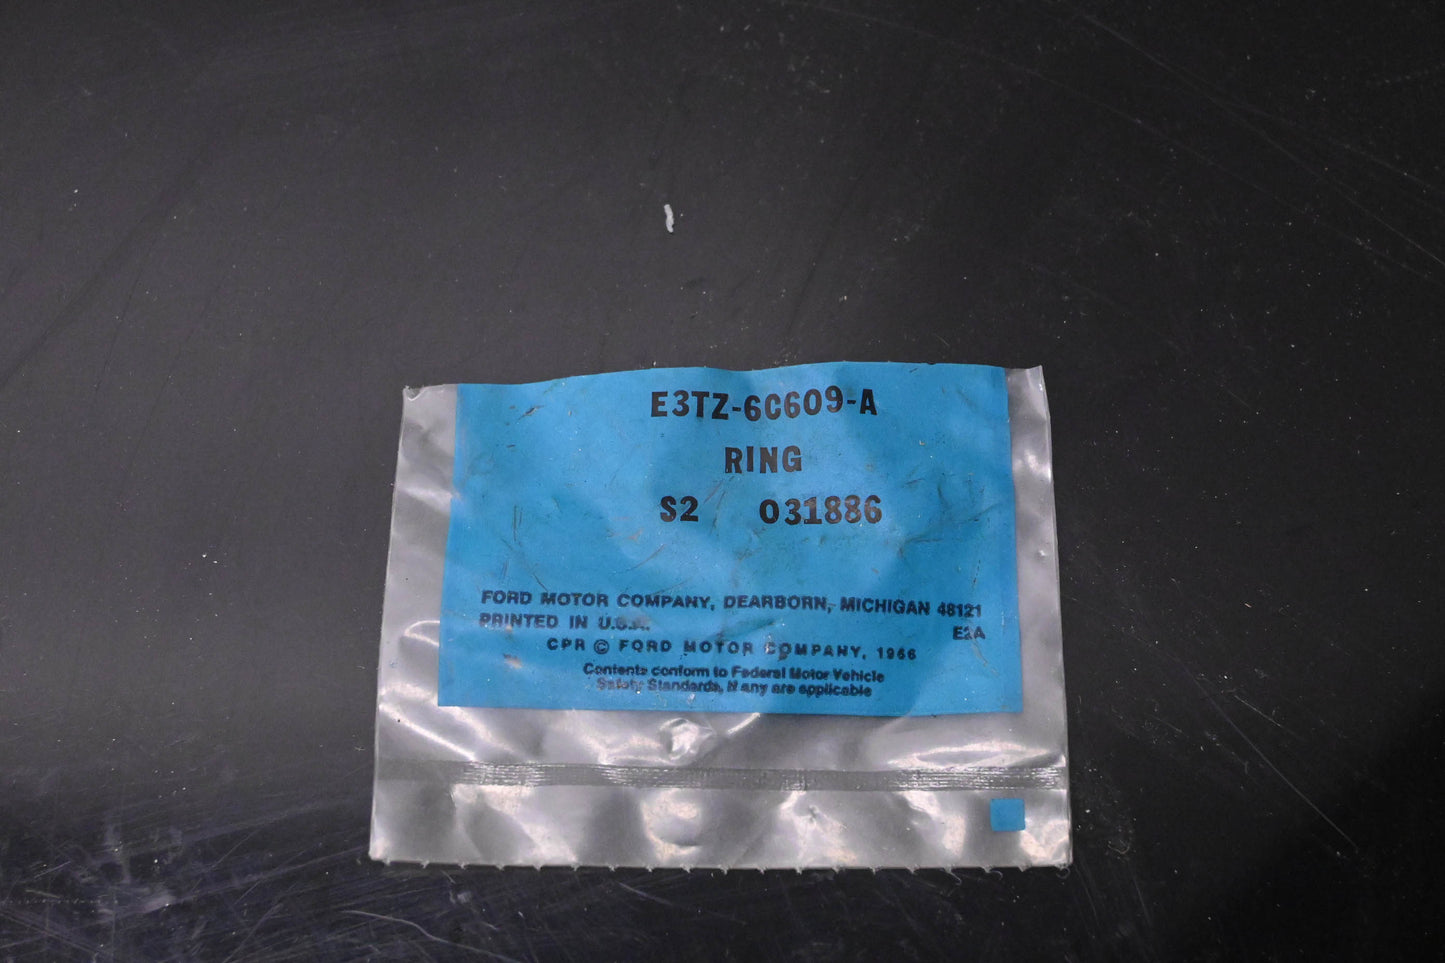 E3TZ-6C609-A
RING
S2 031886
FORD MOTOR COMPANY, DEARBORN, MICHIGAN 48121
PRINTED IN U.S.A.
E2A
CPR © FORD MOTOR COMPANY, 1966
Contents conform to Federal Motor Vehicle
Safety Standards, if any are applicable